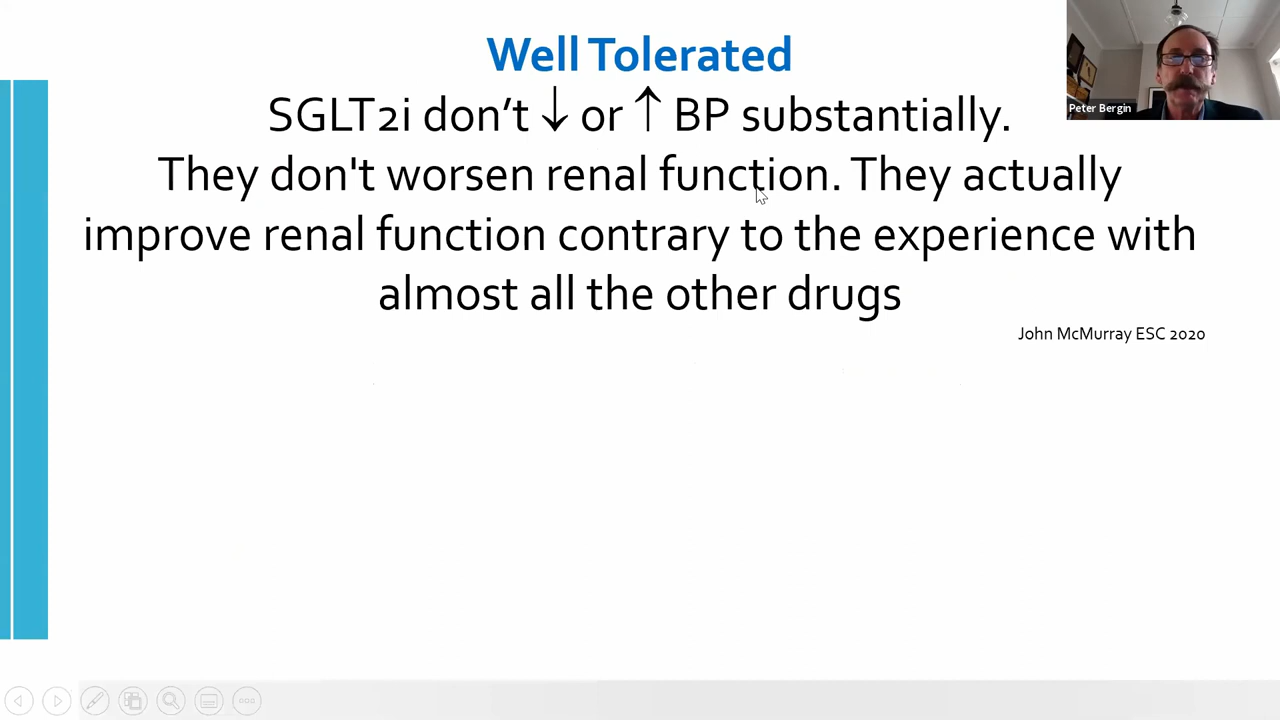 Well Tolerated
SGLT2i don’t ↓ or ↑ BP substantially.
They don't worsen renal function. They actually
improve renal function contrary to the experience with
almost all the other drugs
John McMurray ESC 2020
Peter Bergin